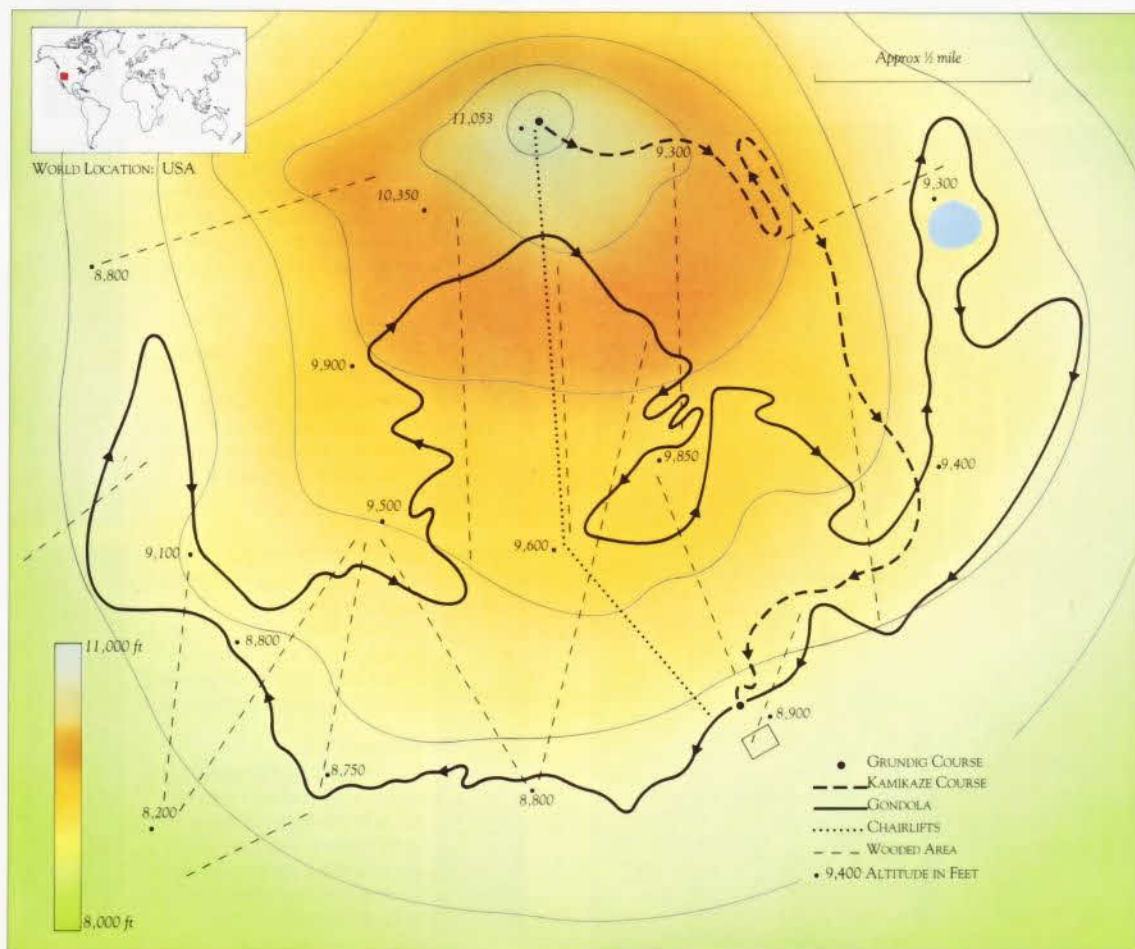 Approx ½ mile
WORLD LOCATION: USA
11,053
9,300
10,350
9,300
8,800
9,900
9,850
9,400
9,500
9,100
9,600
8,800
11,000 ft
8,900
8,750
8,800
8,200
8,000 ft
GRUNDIG COURSE
KAMIKAZE COURSE
GONDOLA
CHAIRLIFTS
WOODED AREA
9,400 ALTITUDE IN FEET